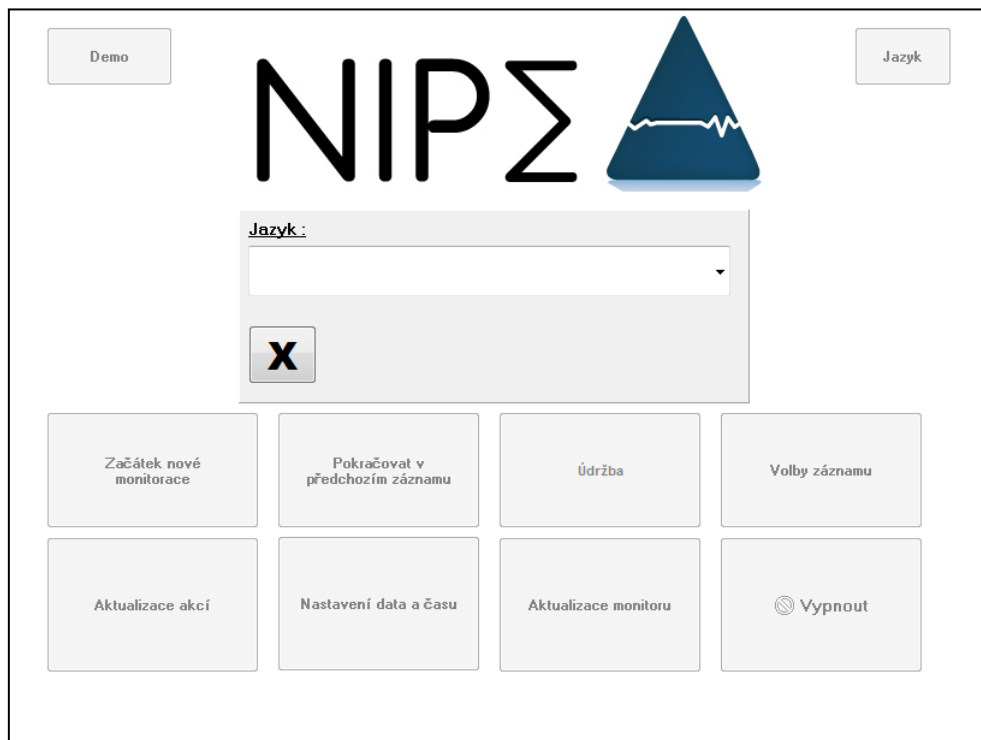 Demo
NIPΣ
Jazyk
Jazyk :
X
Začátek nové
monitorace
Pokračovat v
předchozím záznamu
Údržba
Volby záznamu
Aktualizace akcí
Nastavení data a času
Aktualizace monitoru
Vypnout